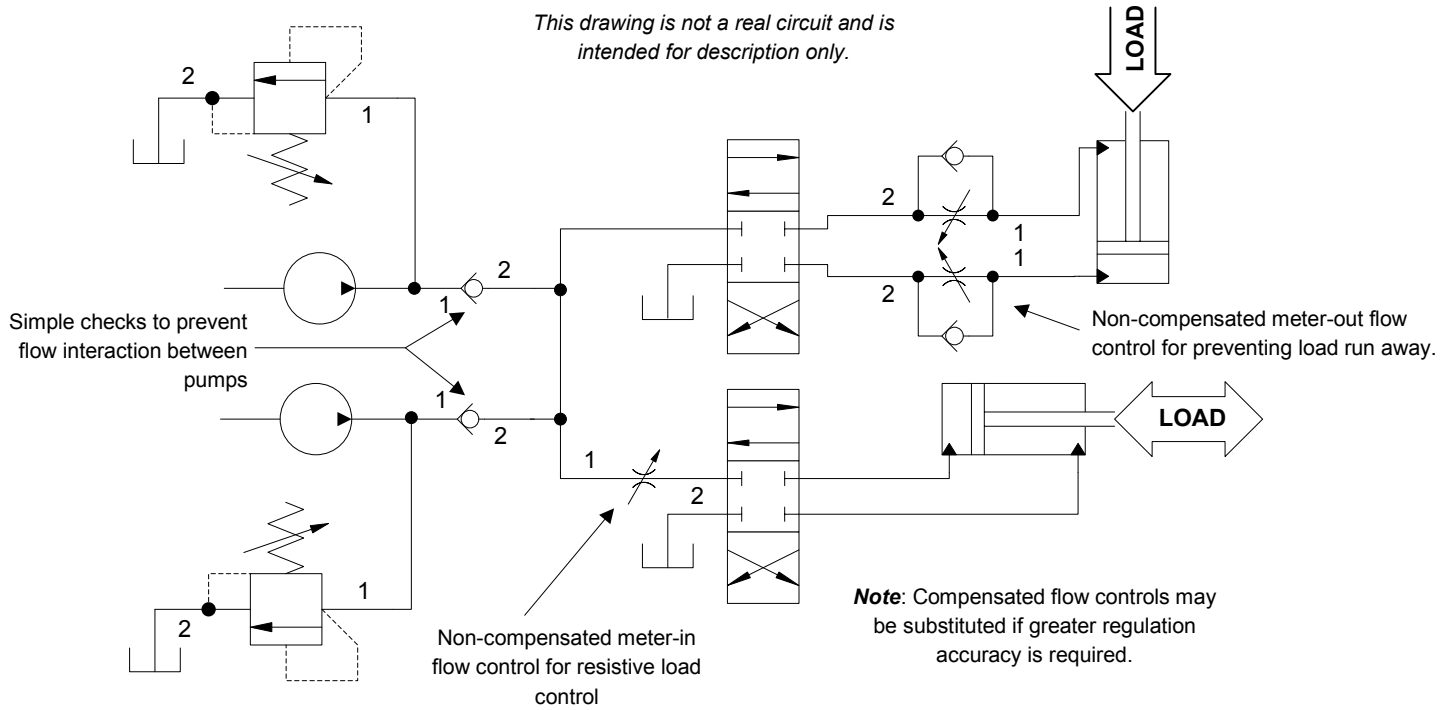 This drawing is not a real circuit and is
intended for description only.
LOAD
2
1
2
1
1
2
2
1
1
2
Simple checks to prevent
flow interaction between
pumps
Non-compensated meter-out flow
control for preventing load run away.
LOAD
1
2
1
2
Non-compensated meter-in
flow control for resistive load
control
Note: Compensated flow controls may
be substituted if greater regulation
accuracy is required.